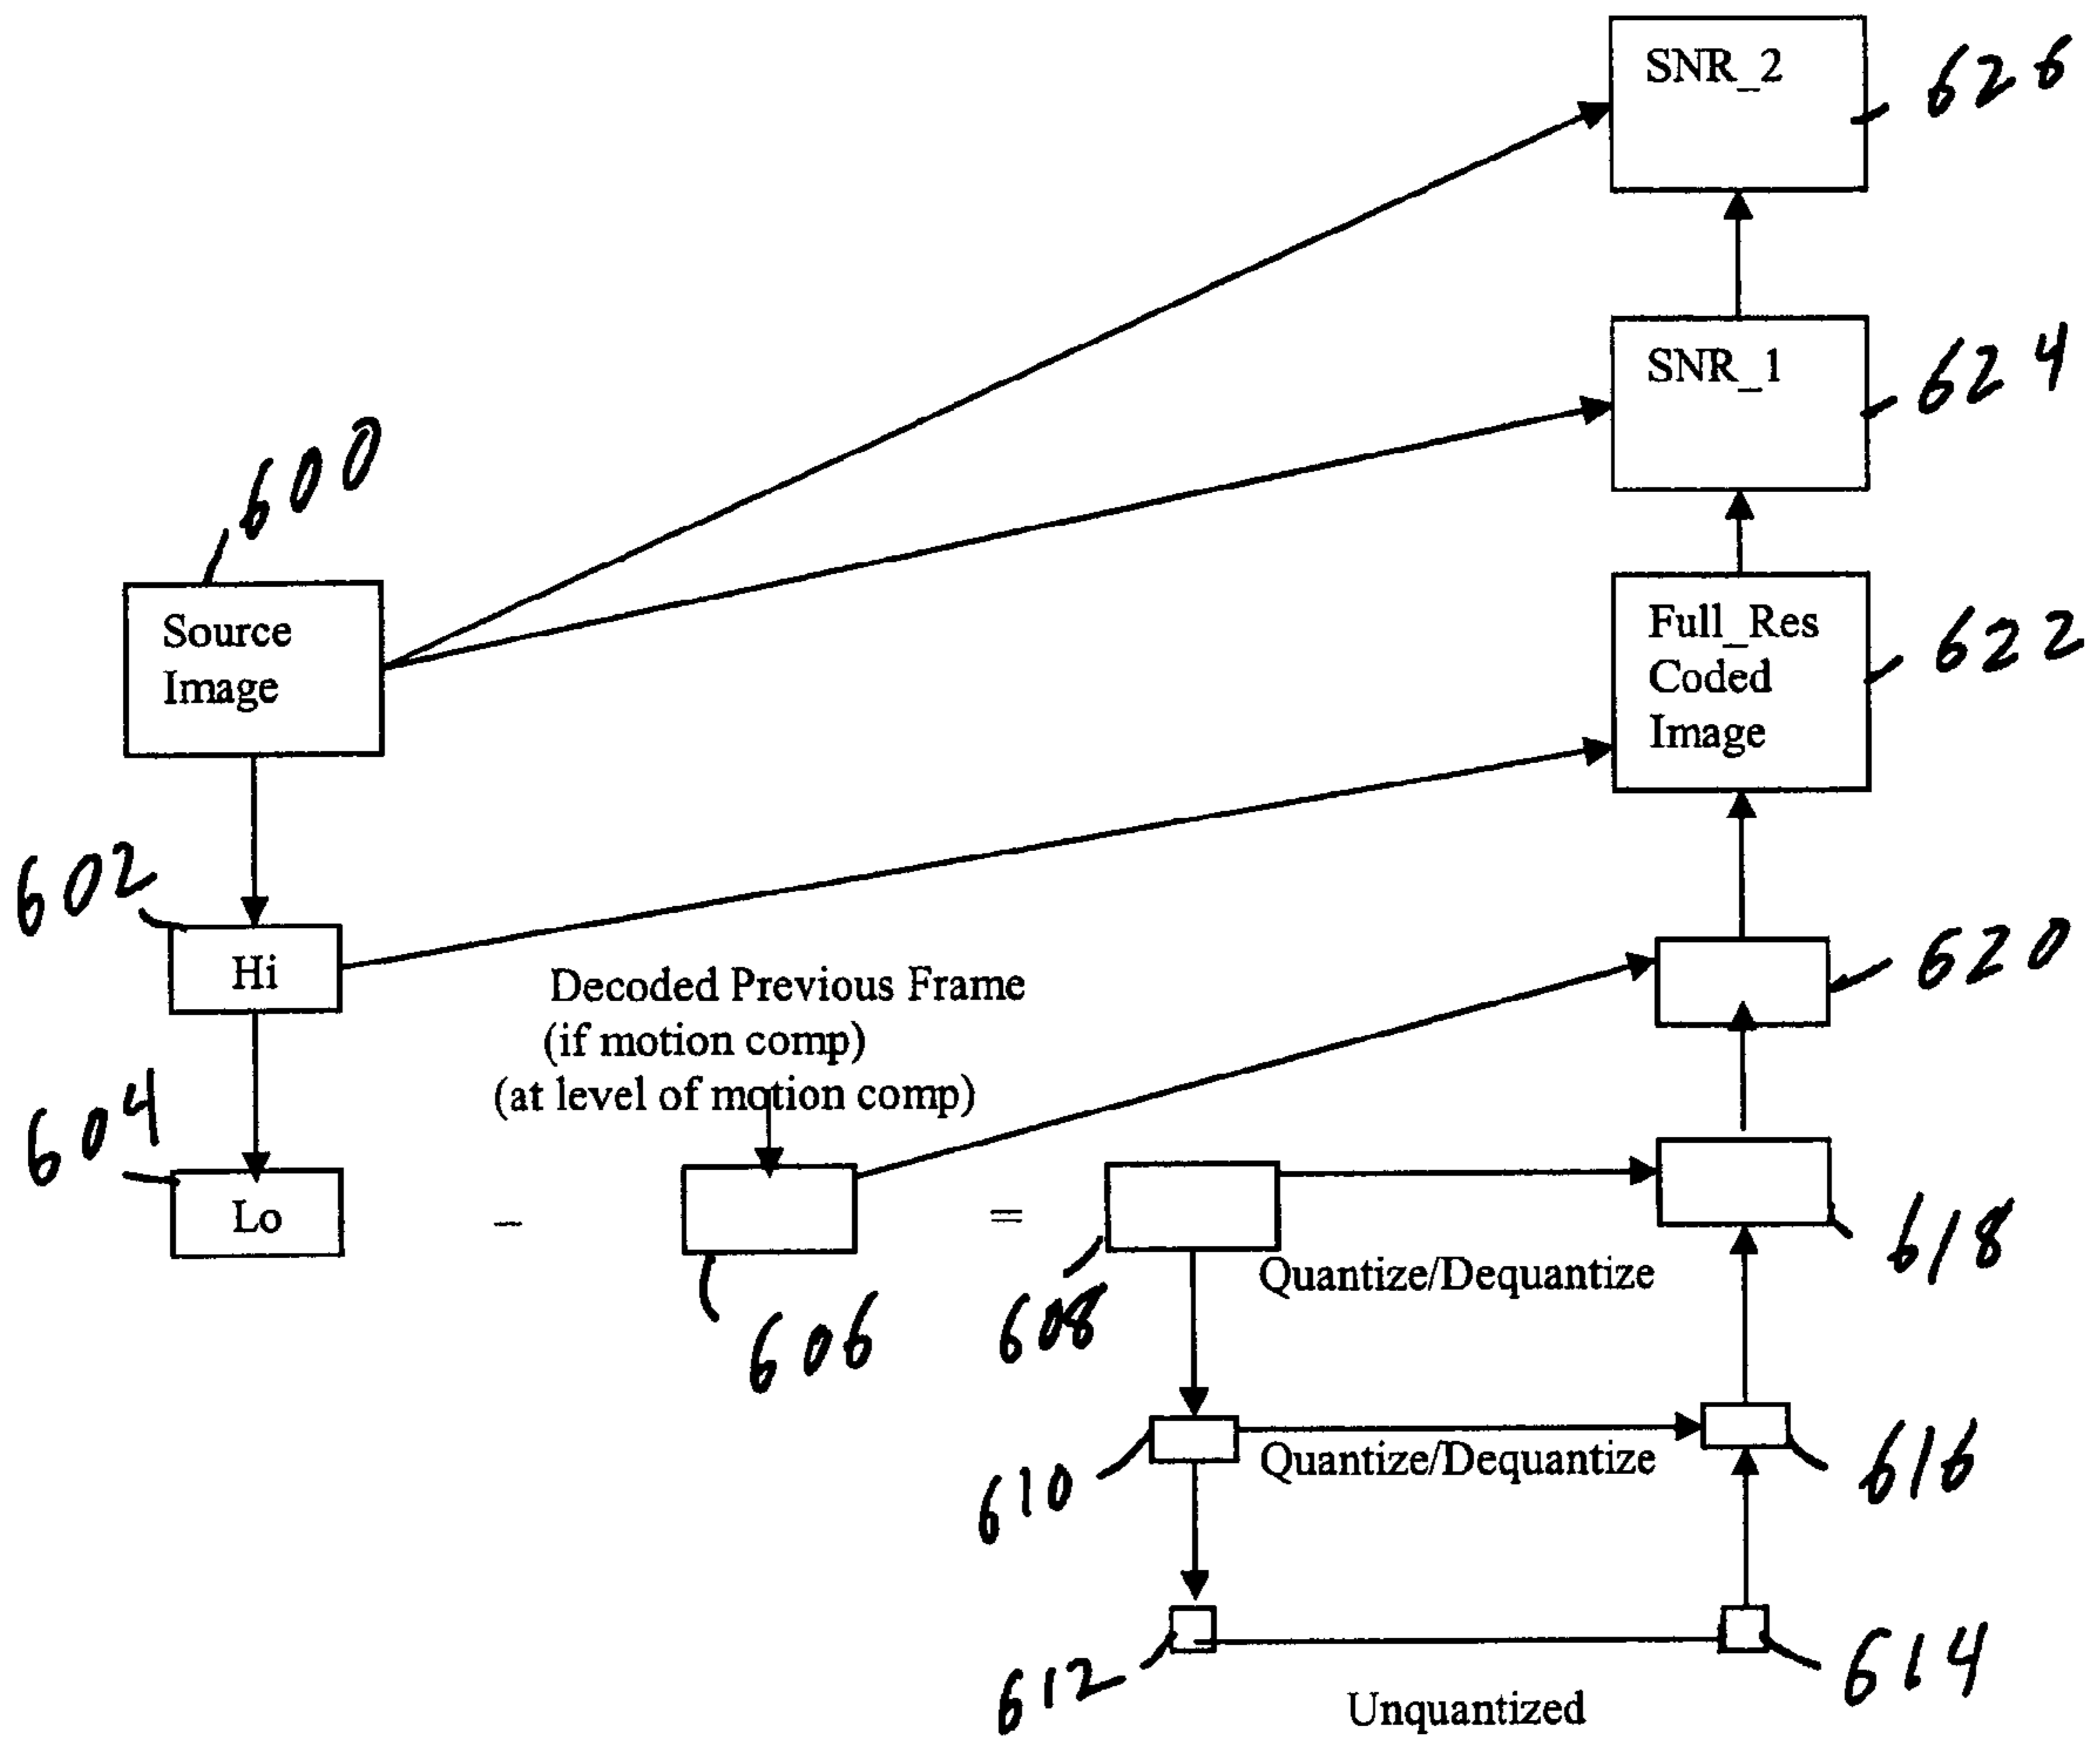 SNR_2
626
SNR_1
624
600
Source
Image
Full_Res
Coded
Image
622
602
Hi
Decoded Previous Frame
(if motion comp)
(at level of motion comp)
620
604
Lo
-
=
618
606
608
Quantize/Dequantize
610
Quantize/Dequantize
616
612
Unquantized
614